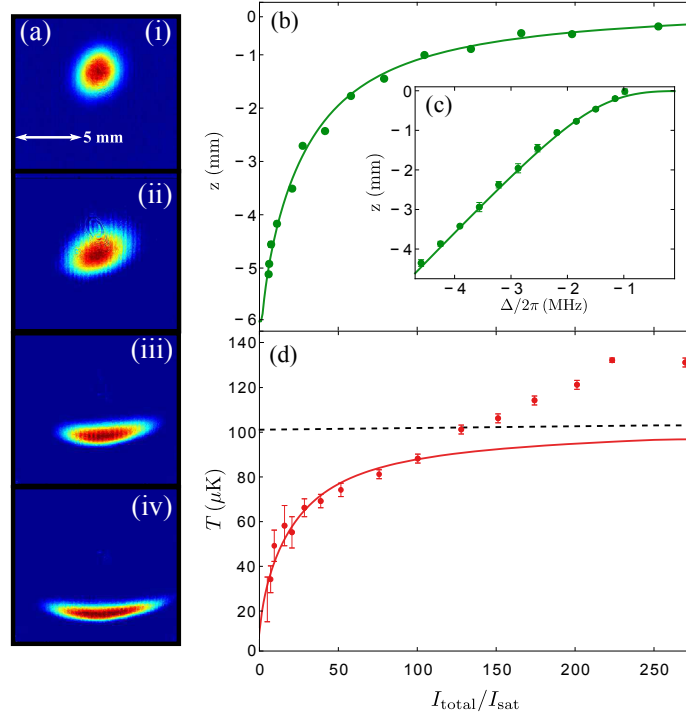 (a)
(i)
5 mm
(ii)
(iii)
(iv)
(b)
0
−1
−2
−3
−4
−5
−6
z (mm)
(c)
0
−1
−2
−3
−4
z (mm)
−4 −3 −2 −1
Δ/2π (MHz)
(d)
140
120
100
80
60
40
20
0
T (μK)
0 50 100 150 200 250
I_total/I_sat